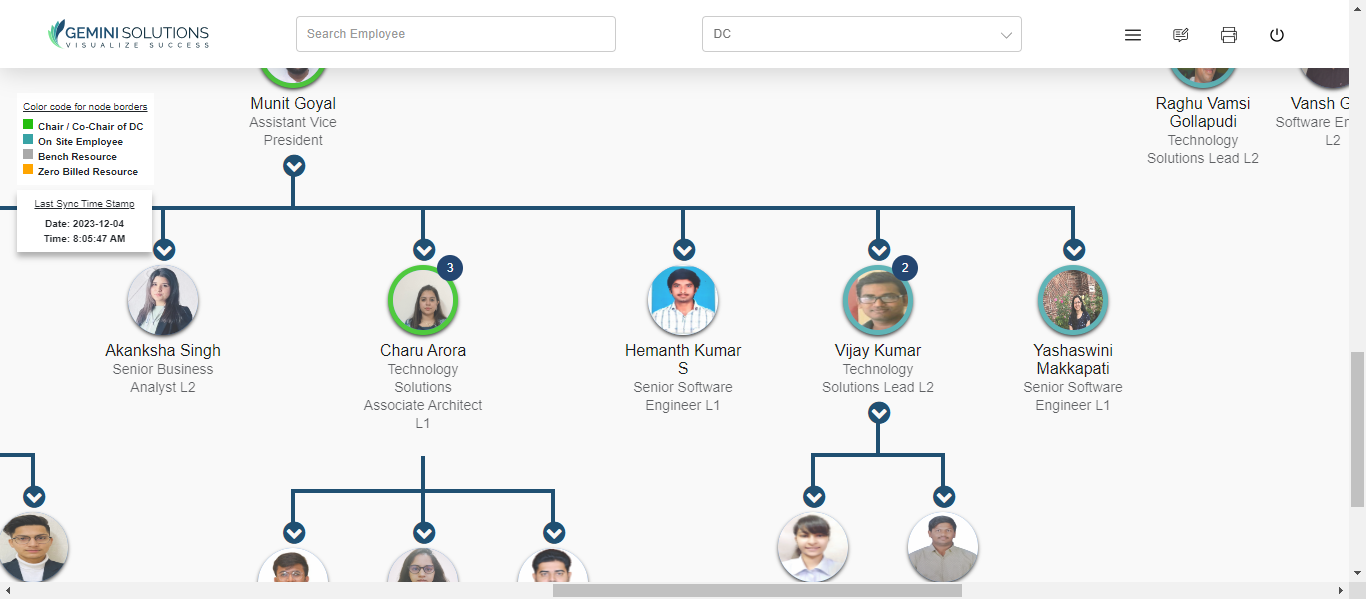 GEMINI SOLUTIONS
VISUALIZE SUCCESS
Search Employee
DC
Color code for node borders
Chair / Co-Chair of DC
On Site Employee
Bench Resource
Zero Billed Resource
Last Sync Time Stamp
Date: 2023-12-04
Time: 8:05:47 AM
Munit Goyal
Assistant Vice
President
Raghu Vamsi
Gollapudi
Technology
Solutions Lead L2
Vansh G
Software En
L2
Akanksha Singh
Senior Business
Analyst L2
3
Charu Arora
Technology
Solutions
Associate Architect
L1
Hemanth Kumar
S
Senior Software
Engineer L1
2
Vijay Kumar
Technology
Solutions Lead L2
Yashaswini
Makkapati
Senior Software
Engineer L1